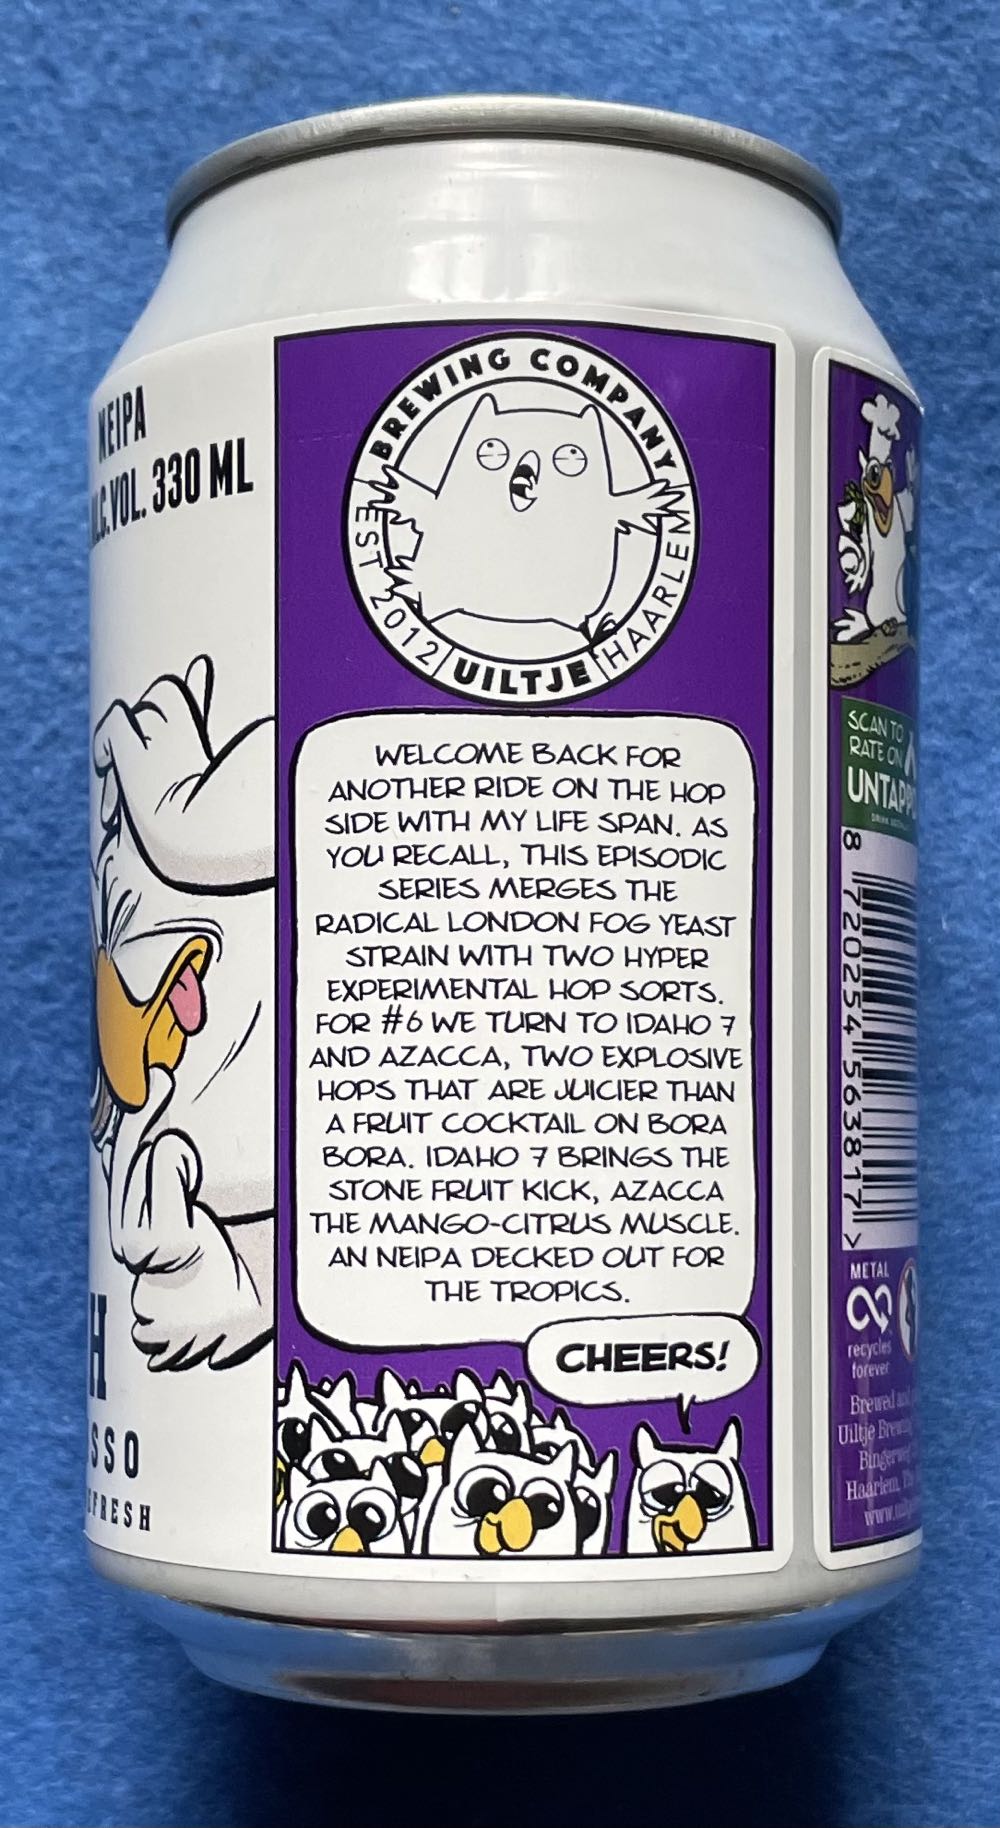 NEIPA
VOL. 330 ML
BREWING COMPANY
EST 2012
UILTJE
HAARLEM
WELCOME BACK FOR
ANOTHER RIDE ON THE HOP
SIDE WITH MY LIFE SPAN. AS
YOU RECALL, THIS EPISODIC
SERIES MERGES THE
RADICAL LONDON FOG YEAST
STRAIN WITH TWO HYPER
EXPERIMENTAL HOP SORTS.
FOR #6 WE TURN TO IDAHO 7
AND AZACCA, TWO EXPLOSIVE
HOPS THAT ARE JUICIER THAN
A FRUIT COCKTAIL ON BORA
BORA. IDAHO 7 BRINGS THE
STONE FRUIT KICK, AZACCA
THE MANGO-CITRUS MUSCLE.
AN NEIPA DECKED OUT FOR
THE TROPICS.
CHEERS!
SCAN TO
RATE ON
8 720254 563817 >
METAL
recycles
forever
Brewed
Uiltje
Haarlem,